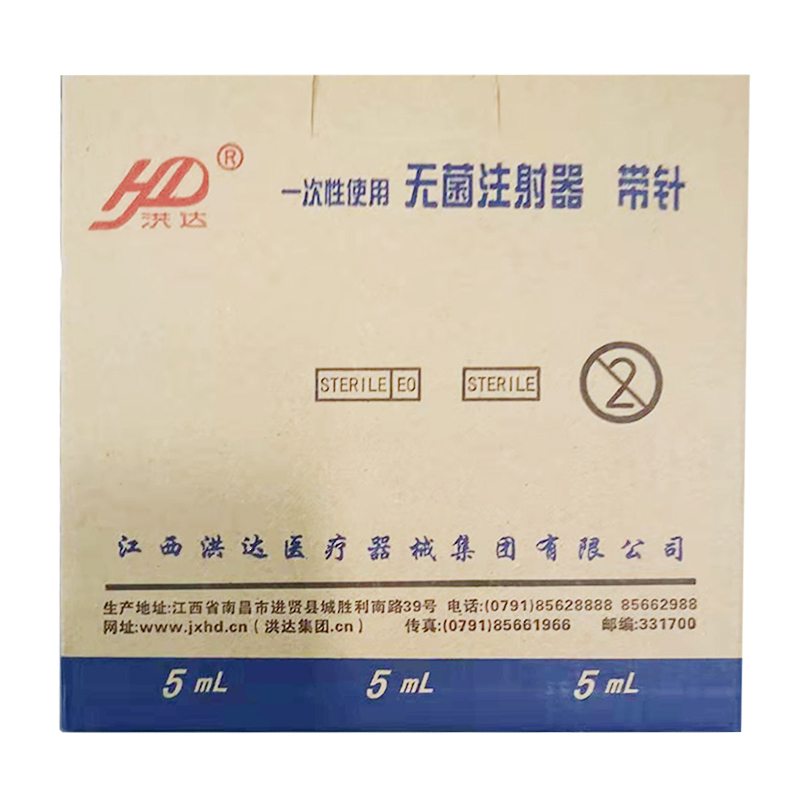 HD®
洪达
一次性使用 无菌注射器 带针
STERILE EO STERILE 2
江西洪达医疗器械集团有限公司
生产地址:江西省南昌市进贤县城胜利南路39号 电话:(0791)85628888 85662988
网址:www.jxhd.cn(洪达集团.cn) 传真:(0791)85661966 邮编:331700
5 mL 5 mL 5 mL